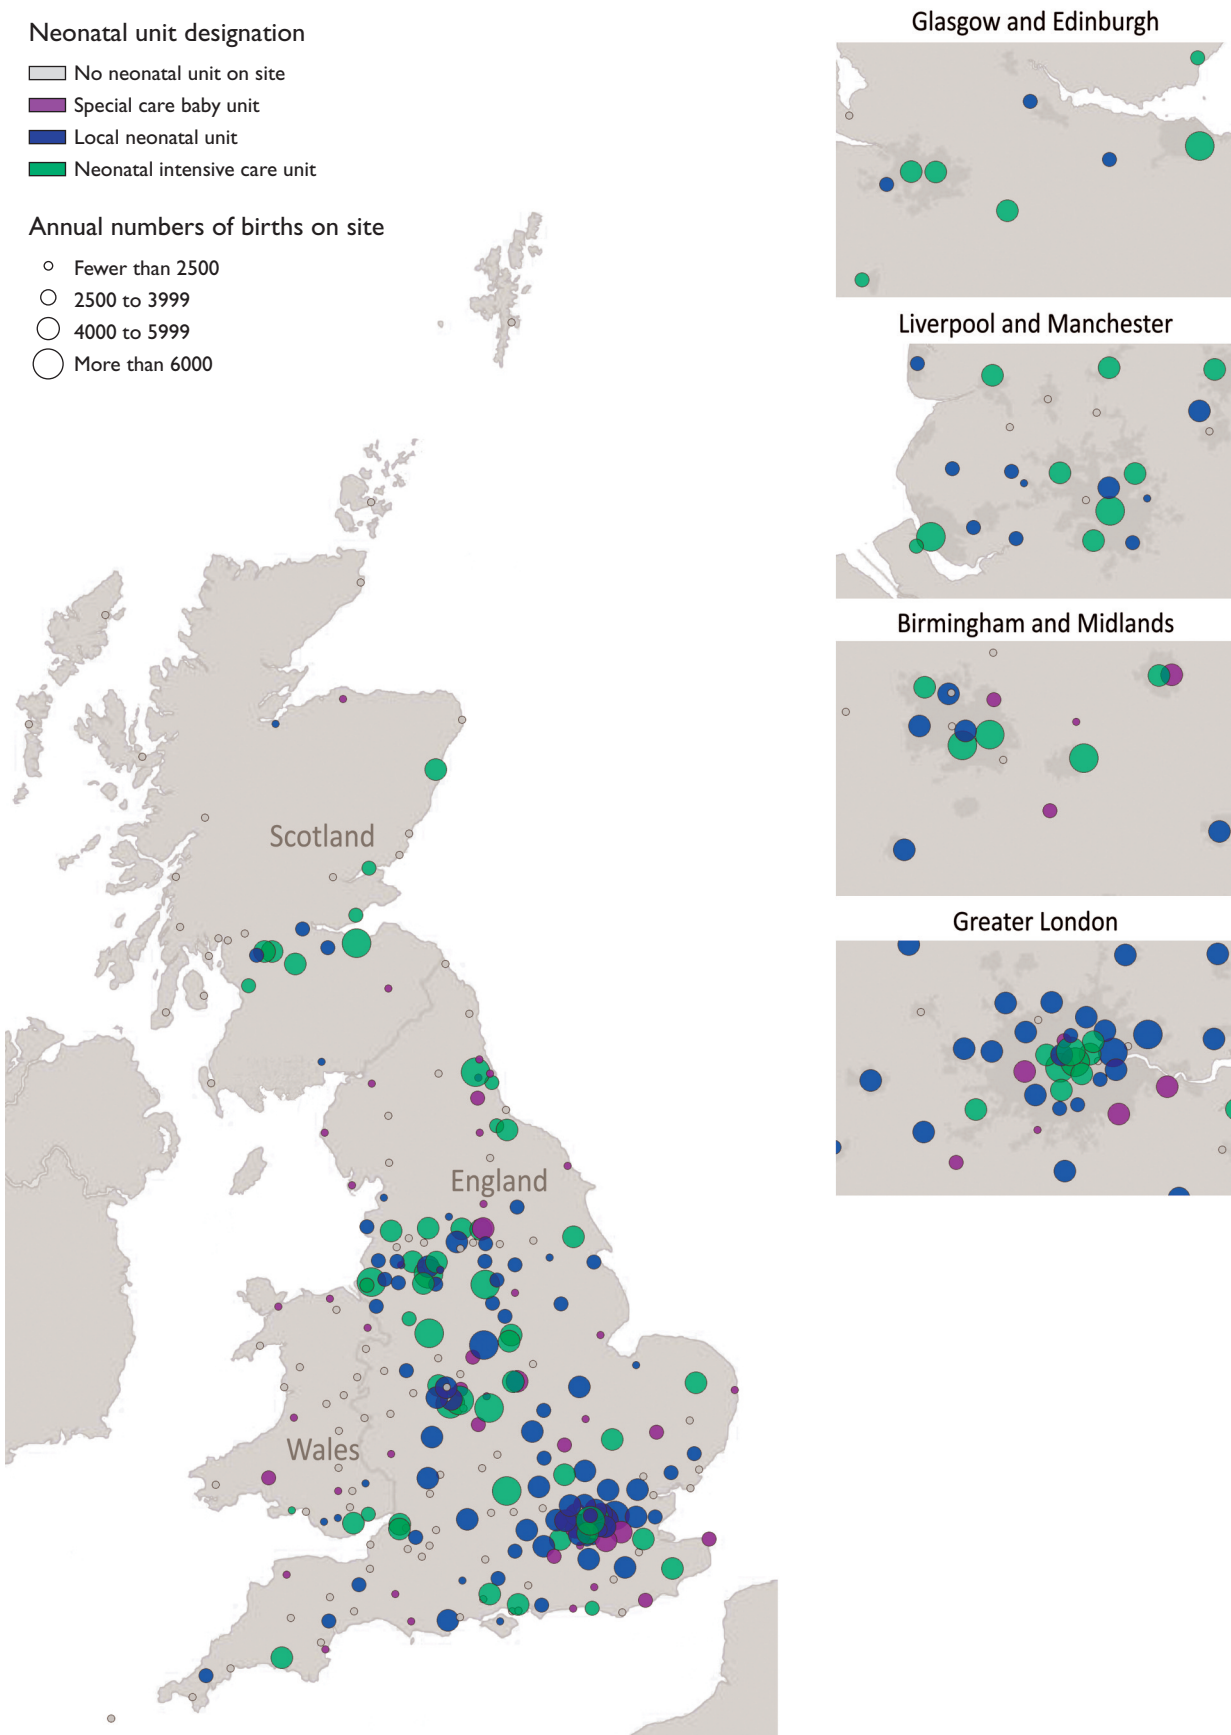 Neonatal unit designation
No neonatal unit on site
Special care baby unit
Local neonatal unit
Neonatal intensive care unit
Annual numbers of births on site
Fewer than 2500
2500 to 3999
4000 to 5999
More than 6000
Scotland
England
Wales
Glasgow and Edinburgh
Liverpool and Manchester
Birmingham and Midlands
Greater London